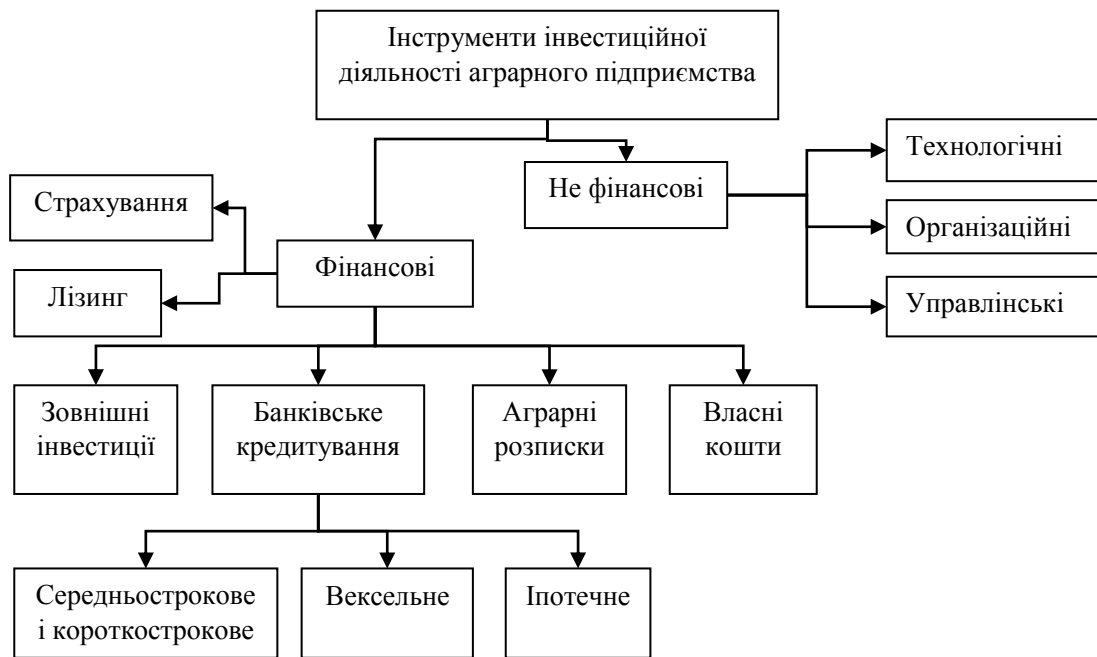 Інструменти інвестиційної
діяльності аграрного підприємства
Технологічні
Не фінансові
Страхування
Організаційні
Фінансові
Лізинг
Управлінські
Зовнішні
інвестиції
Банківське
кредитування
Аграрні
розписки
Власні
кошти
Середньострокове
і короткострокове
Вексельне
Іпотечне